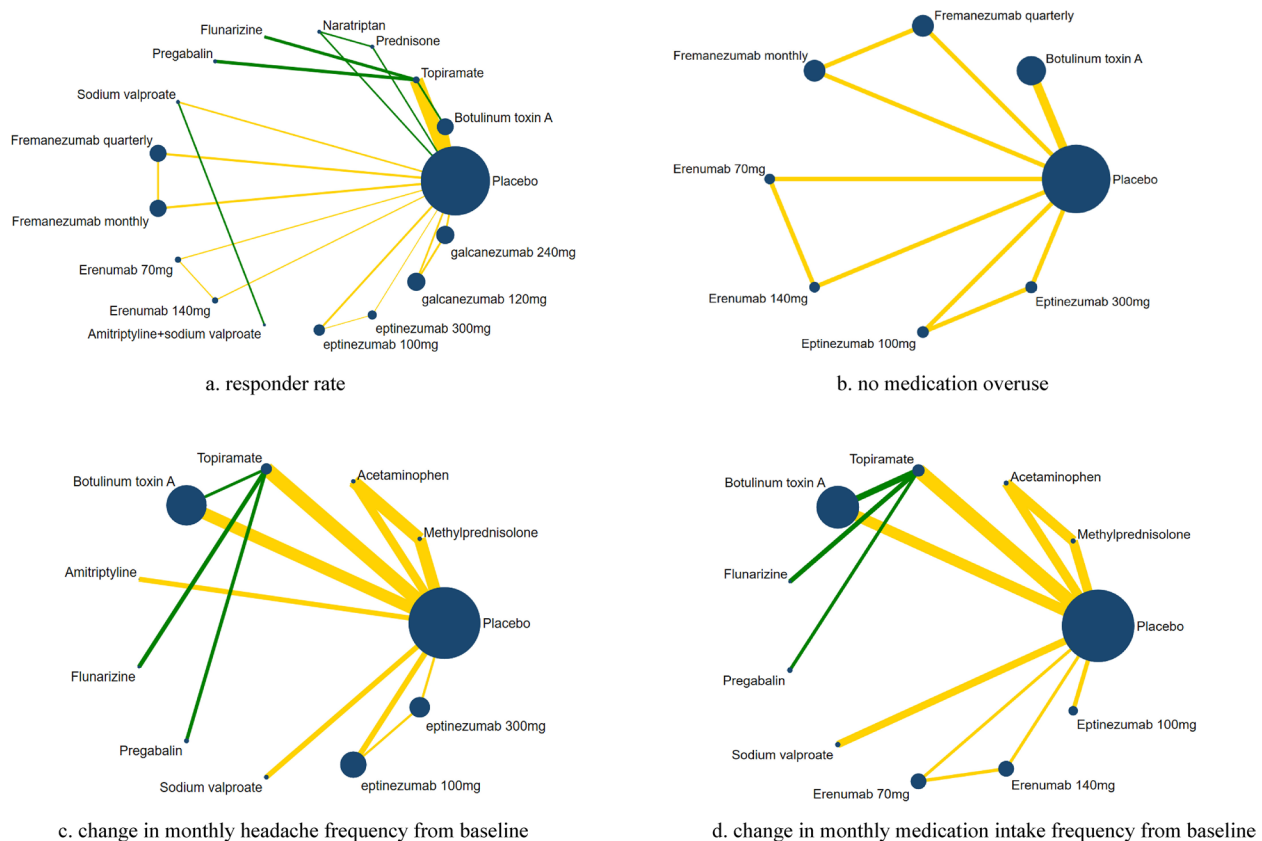 Naratriptan
Flunarizine
Prednisone
Pregabalin
Topiramate
Sodium valproate
Botulinum toxin A
Fremanezumab quarterly
Placebo
Fremanezumab monthly
galcanezumab 240mg
Erenumab 70mg
galcanezumab 120mg
Erenumab 140mg
eptinezumab 300mg
Amitriptyline+sodium valproate
eptinezumab 100mg
a. responder rate
Fremanezumab quarterly
Fremanezumab monthly
Botulinum toxin A
Erenumab 70mg
Placebo
Erenumab 140mg
Eptinezumab 300mg
Eptinezumab 100mg
b. no medication overuse
Topiramate
Acetaminophen
Botulinum toxin A
Methylprednisolone
Amitriptyline
Placebo
Flunarizine
eptinezumab 300mg
Pregabalin
Sodium valproate
eptinezumab 100mg
c. change in monthly headache frequency from baseline
Topiramate
Acetaminophen
Botulinum toxin A
Methylprednisolone
Flunarizine
Placebo
Pregabalin
Eptinezumab 100mg
Sodium valproate
Erenumab 140mg
Erenumab 70mg
d. change in monthly medication intake frequency from baseline